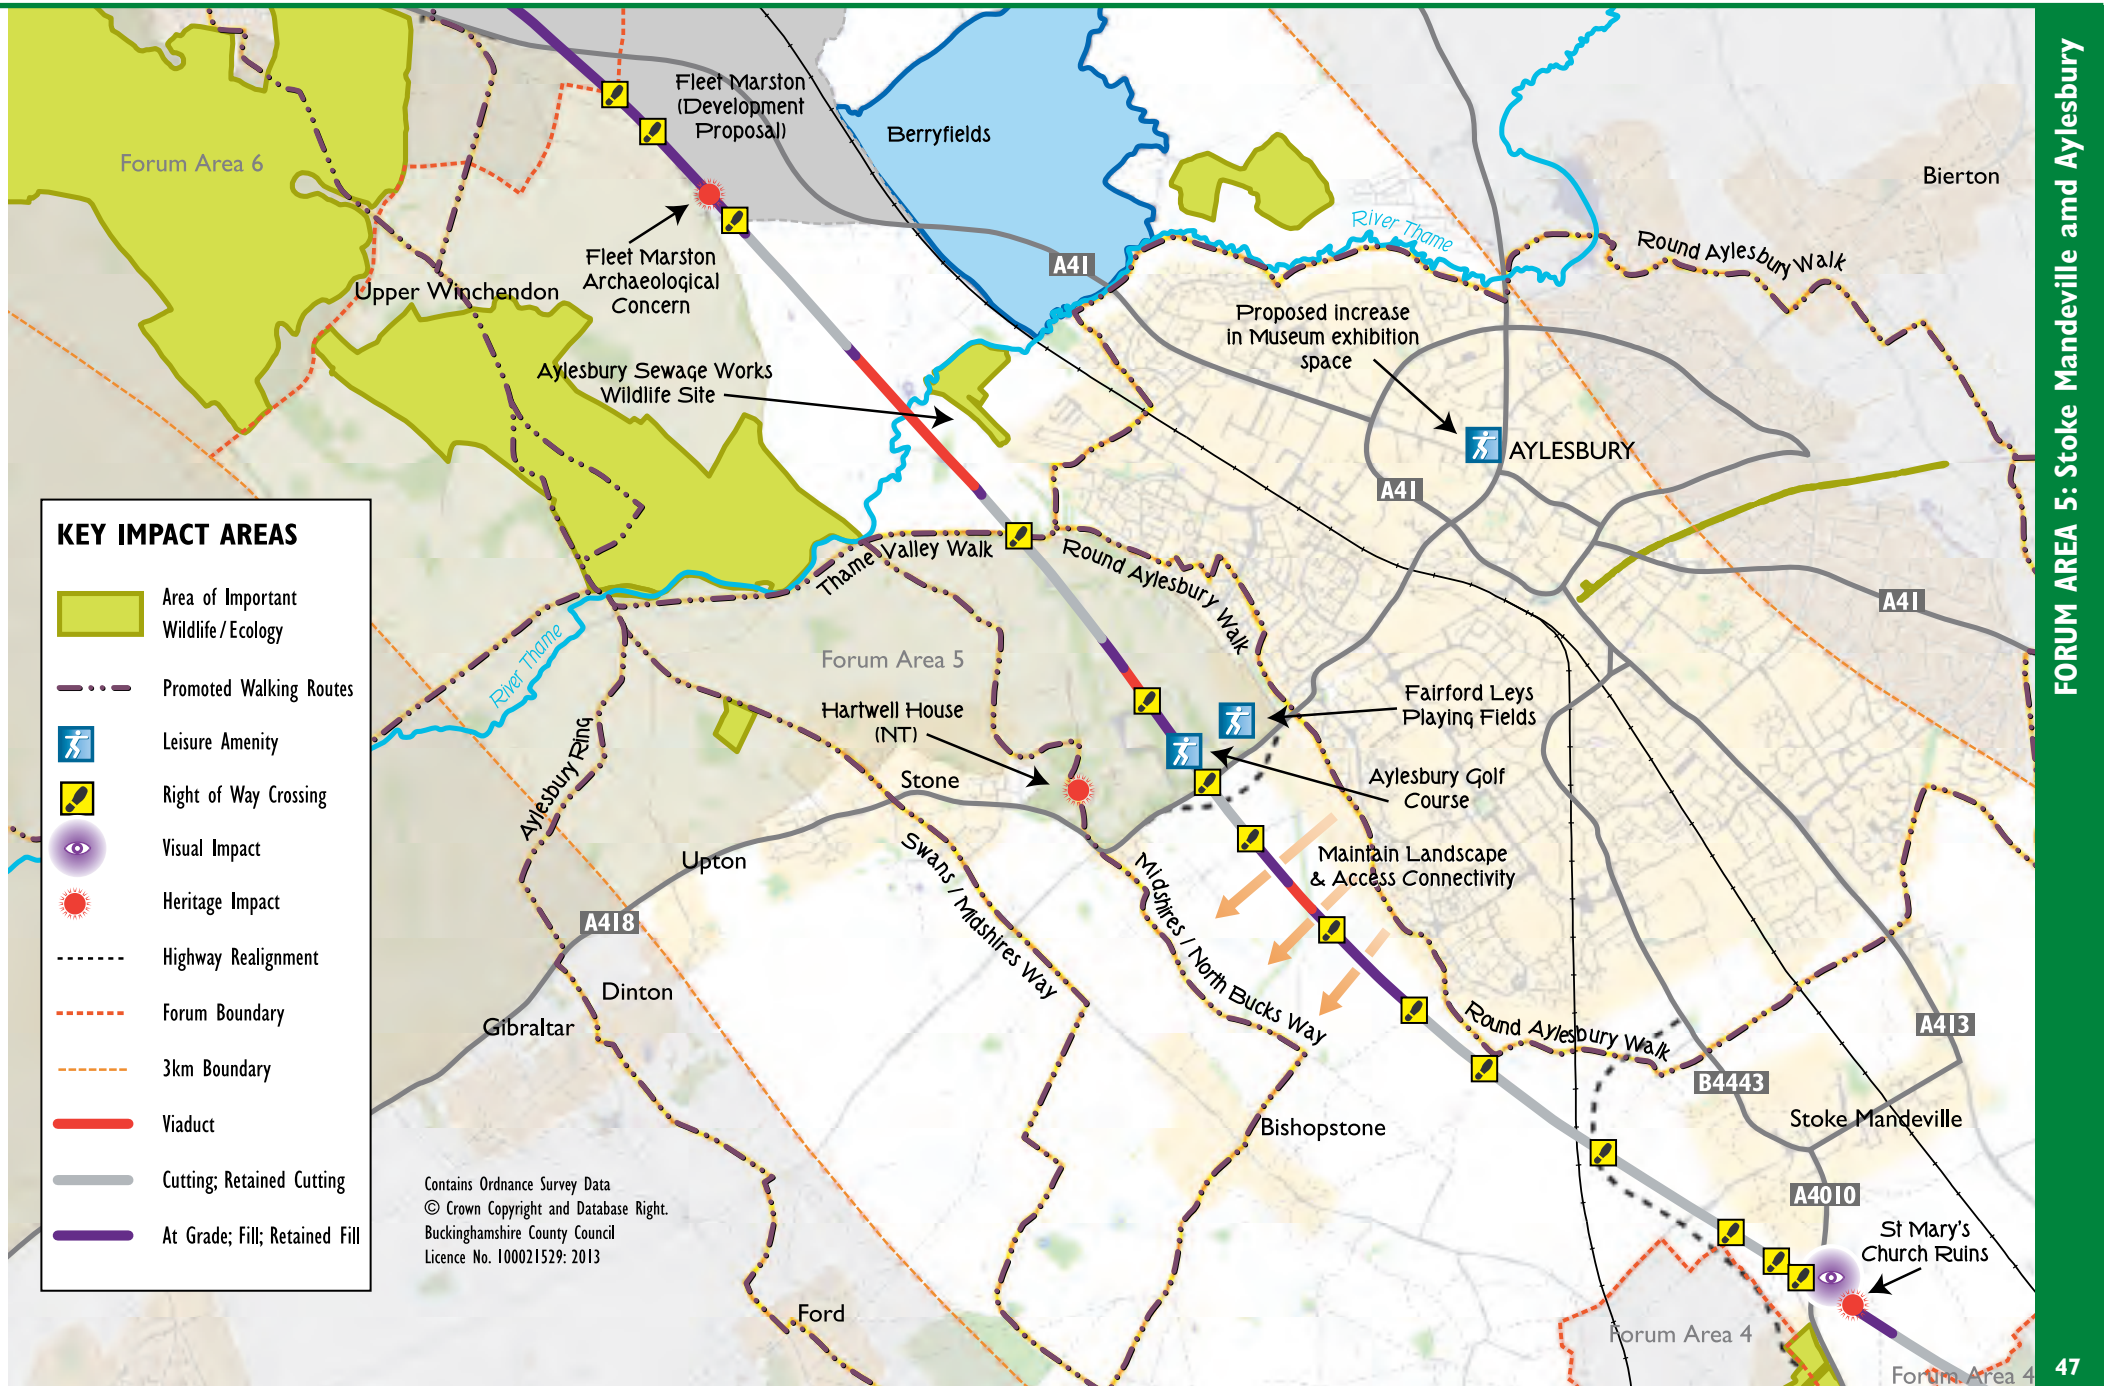 Forum Area 6
Fleet Marston
(Development
Proposal)
Berryfields
Bierton
River Thame
Round Aylesbury Walk
Fleet Marston
Archaeological
Concern
Upper Winchendon
A41
Proposed increase
in Museum exhibition
space
Aylesbury Sewage Works
Wildlife Site
AYLESBURY
A41
A41
Thame Valley Walk
Round Aylesbury Walk
River Thame
Forum Area 5
Hartwell House
(NT)
Fairford Leys
Playing Fields
Aylesbury Golf
Course
Aylesbury Ring
Stone
Upton
Swans / Midshires Way
Midshires / North Bucks Way
Maintain Landscape
& Access Connectivity
A418
Dinton
Gibraltar
Round Aylesbury Walk
A413
B4443
Stoke Mandeville
Bishopstone
A4010
St Mary's
Church Ruins
Ford
Forum Area 4
Forum Area 4
KEY IMPACT AREAS
Area of Important
Wildlife / Ecology
Promoted Walking Routes
Leisure Amenity
Right of Way Crossing
Visual Impact
Heritage Impact
Highway Realignment
Forum Boundary
3km Boundary
Viaduct
Cutting; Retained Cutting
At Grade; Fill; Retained Fill
Contains Ordnance Survey Data
© Crown Copyright and Database Right.
Buckinghamshire County Council
Licence No. 100021529: 2013
FORUM AREA 5: Stoke Mandeville amd Aylesbury
47